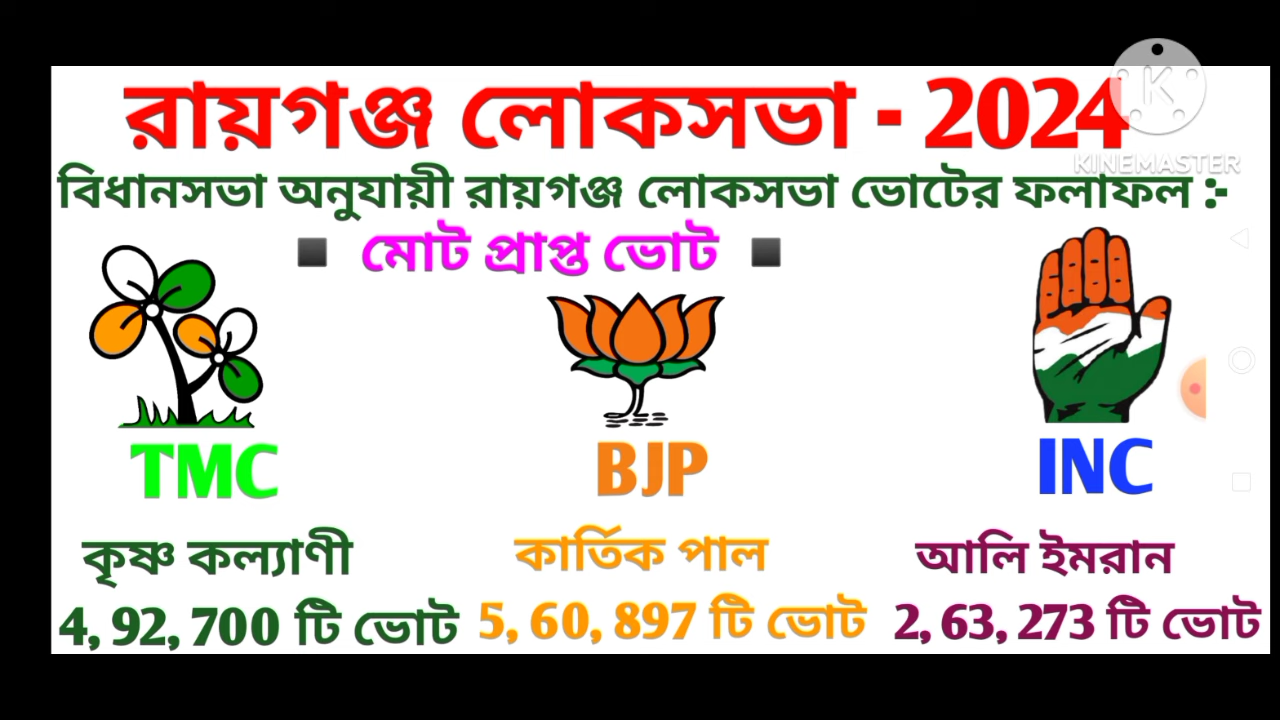 রায়গঞ্জ লোকসভা - 2024
KINEMASTER
বিধানসভা অনুযায়ী রায়গঞ্জ লোকসভা ভোটের ফলাফল :-
▪ মোট প্রাপ্ত ভোট ▪
TMC BJP INC
কৃষ্ণ কল্যাণী কার্তিক পাল আলি ইমরান
4, 92, 700 টি ভোট 5, 60, 897 টি ভোট 2, 63, 273 টি ভোট